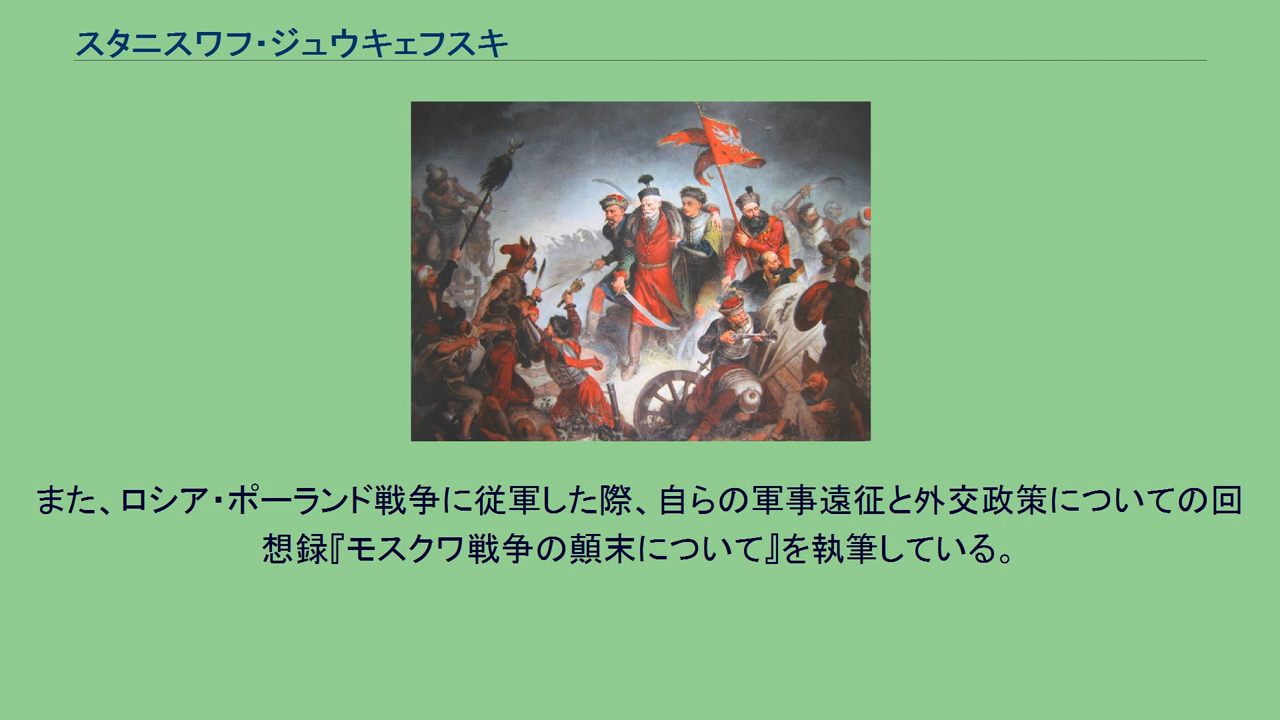 スタニスワフ・ジュウキェフスキ
また、ロシア・ポーランド戦争に従軍した際、自らの軍事遠征と外交政策についての回
想録『モスクワ戦争の顛末について』を執筆している。